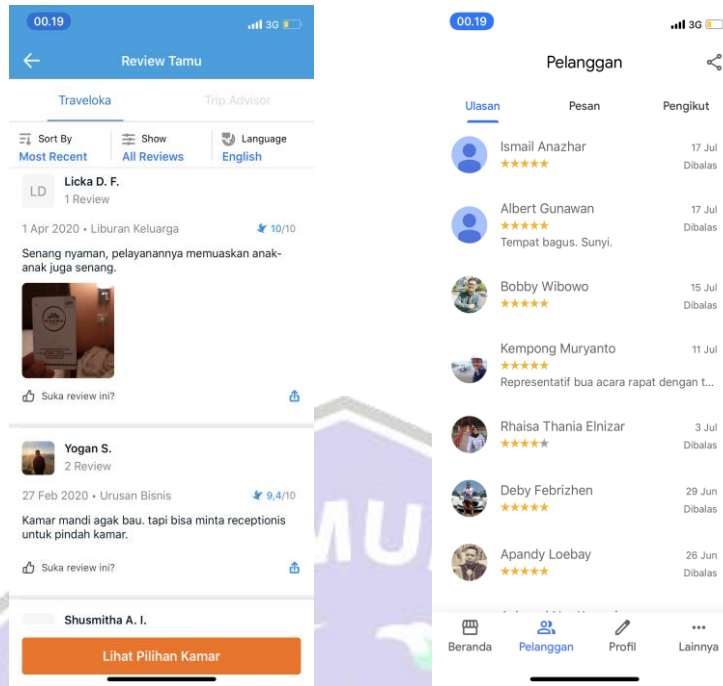 00.19
3G
Review Tamu
Traveloka
Trip Advisor
Sort By
Most Recent
Show
All Reviews
Language
English
LD
Licka D. F.
1 Review
1 Apr 2020 • Liburan Keluarga
10/10
Senang nyaman, pelayanannya memuaskan anak-
anak juga senang.
Suka review ini?
Yogan S.
2 Review
27 Feb 2020 • Urusan Bisnis
9,4/10
Kamar mandi agak bau. tapi bisa minta receptionis
untuk pindah kamar.
Suka review ini?
Shusmitha A. I.
Lihat Pilihan Kamar
00.19
3G
Pelanggan
Ulasan
Pesan
Pengikut
Ismail Anazhar
17 Jul
Dibalas
Albert Gunawan
17 Jul
Dibalas
Tempat bagus. Sunyi.
Bobby Wibowo
15 Jul
Dibalas
Kempong Muryanto
11 Jul
Representatif bua acara rapat dengan t...
Rhaisa Thania Elnizar
3 Jul
Dibalas
Deby Febrizhen
29 Jun
Dibalas
Apandy Loebay
26 Jun
Dibalas
Beranda
Pelanggan
Profil
Lainnya
MU